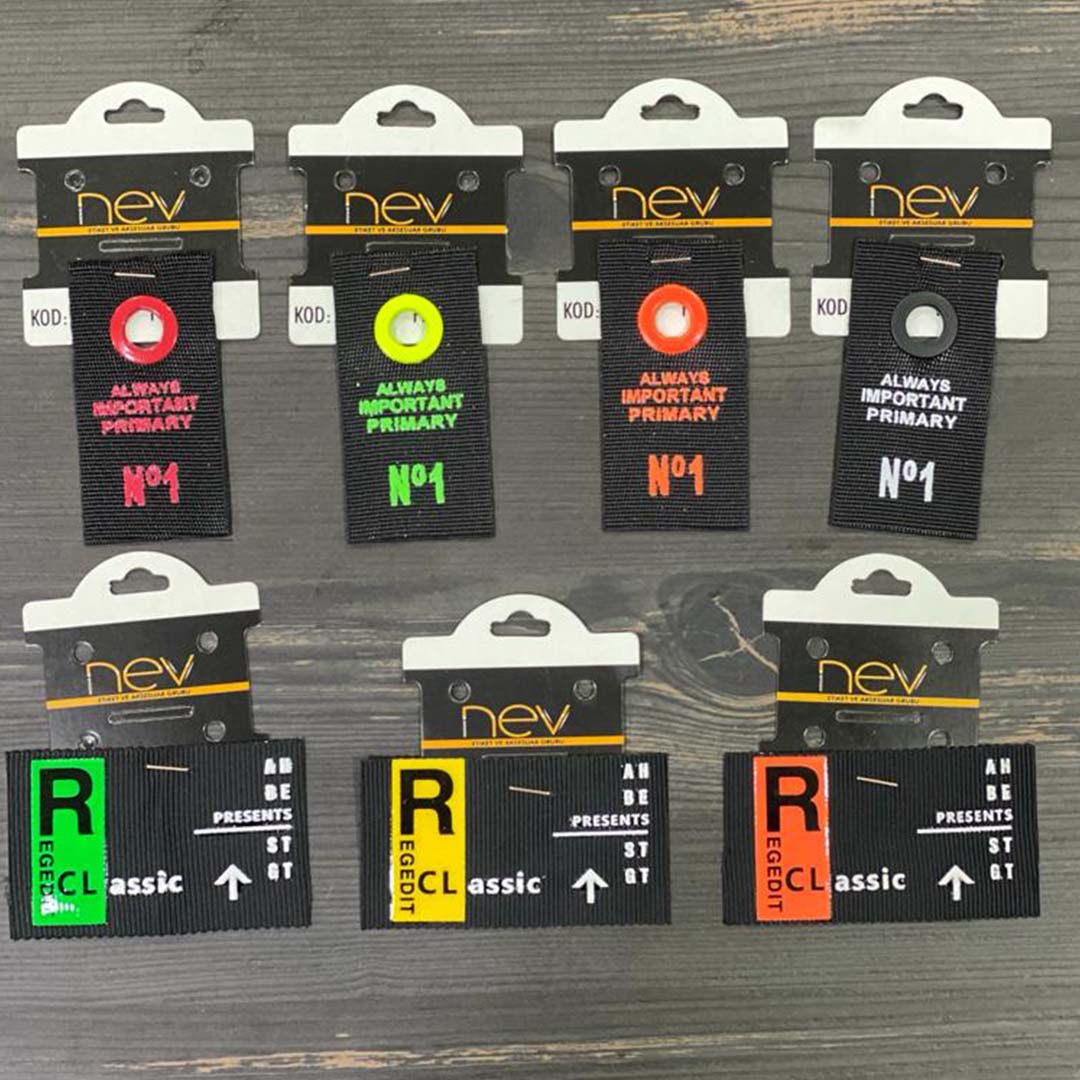 nev
ETİKET VE AKSESUAR GRUBU
KOD:
ALWAYS
IMPORTANT
PRIMARY
Nº1
nev
ETİKET VE AKSESUAR GRUBU
KOD:
ALWAYS
IMPORTANT
PRIMARY
Nº1
nev
ETİKET VE AKSESUAR GRUBU
KOD:
ALWAYS
IMPORTANT
PRIMARY
Nº1
nev
ETİKET VE AKSESUAR GRUBU
KOD
ALWAYS
IMPORTANT
PRIMARY
Nº1
nev
ETİKET VE AKSESUAR GRUBU
REGEDIT
CLassic
AH
BE
PRESENTS
ST
GT
nev
ETİKET VE AKSESUAR GRUBU
REGEDIT
CLassic
AH
BE
PRESENTS
ST
GT
nev
ETİKET VE AKSESUAR GRUBU
REGEDIT
CLassic
AH
BE
PRESENTS
ST
GT